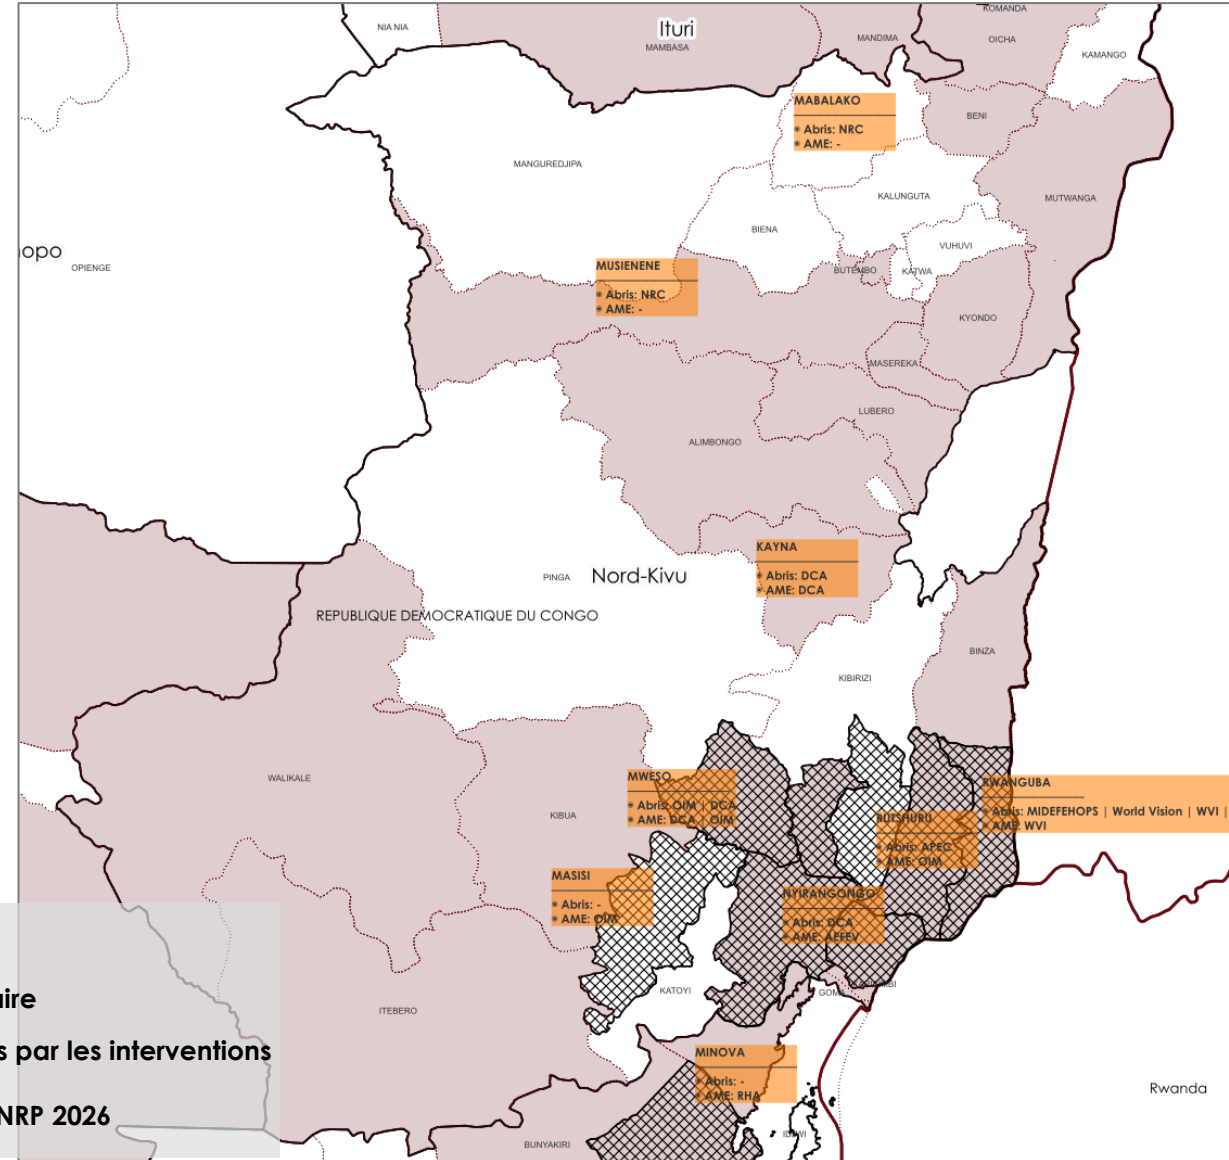 KOMANDA
NIA NIA
Ituri
MAMBASA
MANDIMA
OICHA
KAMANGO
MABALAKO
Abris: NRC
AME: -
BENI
MANGUREDJIPA
KALUNGUTA
MUTWANGA
BIENA
VUHUVI
opo
OPIENGE
MUSIENENE
Abris: NRC
AME: -
BUTEMBO
KATWA
KYONDO
MASEREKA
LUBERO
ALIMBONGO
KAYNA
Abris: DCA
AME: DCA
PINGA
Nord-Kivu
REPUBLIQUE DEMOCRATIQUE DU CONGO
BINZA
KIBIRIZI
WALIKALE
MWESO
Abris: OIM | DCA
AME: DCA | OIM
RWANGUBA
Abris: MIDEFEHOPS | World Vision | WVI |
AME: WVI
KIBUA
RUTSHURU
Abris: APEC
AME: OIM
MASISI
Abris: -
AME: OIM
NYIRANGONGO
Abris: DCA
AME: AEFEV
KATOYI
GOMA
ITEBERO
ire
s par les interventions
NRP 2026
MINOVA
Abris: -
AME: RHA
Rwanda
BUNYAKIRI
IDJWI